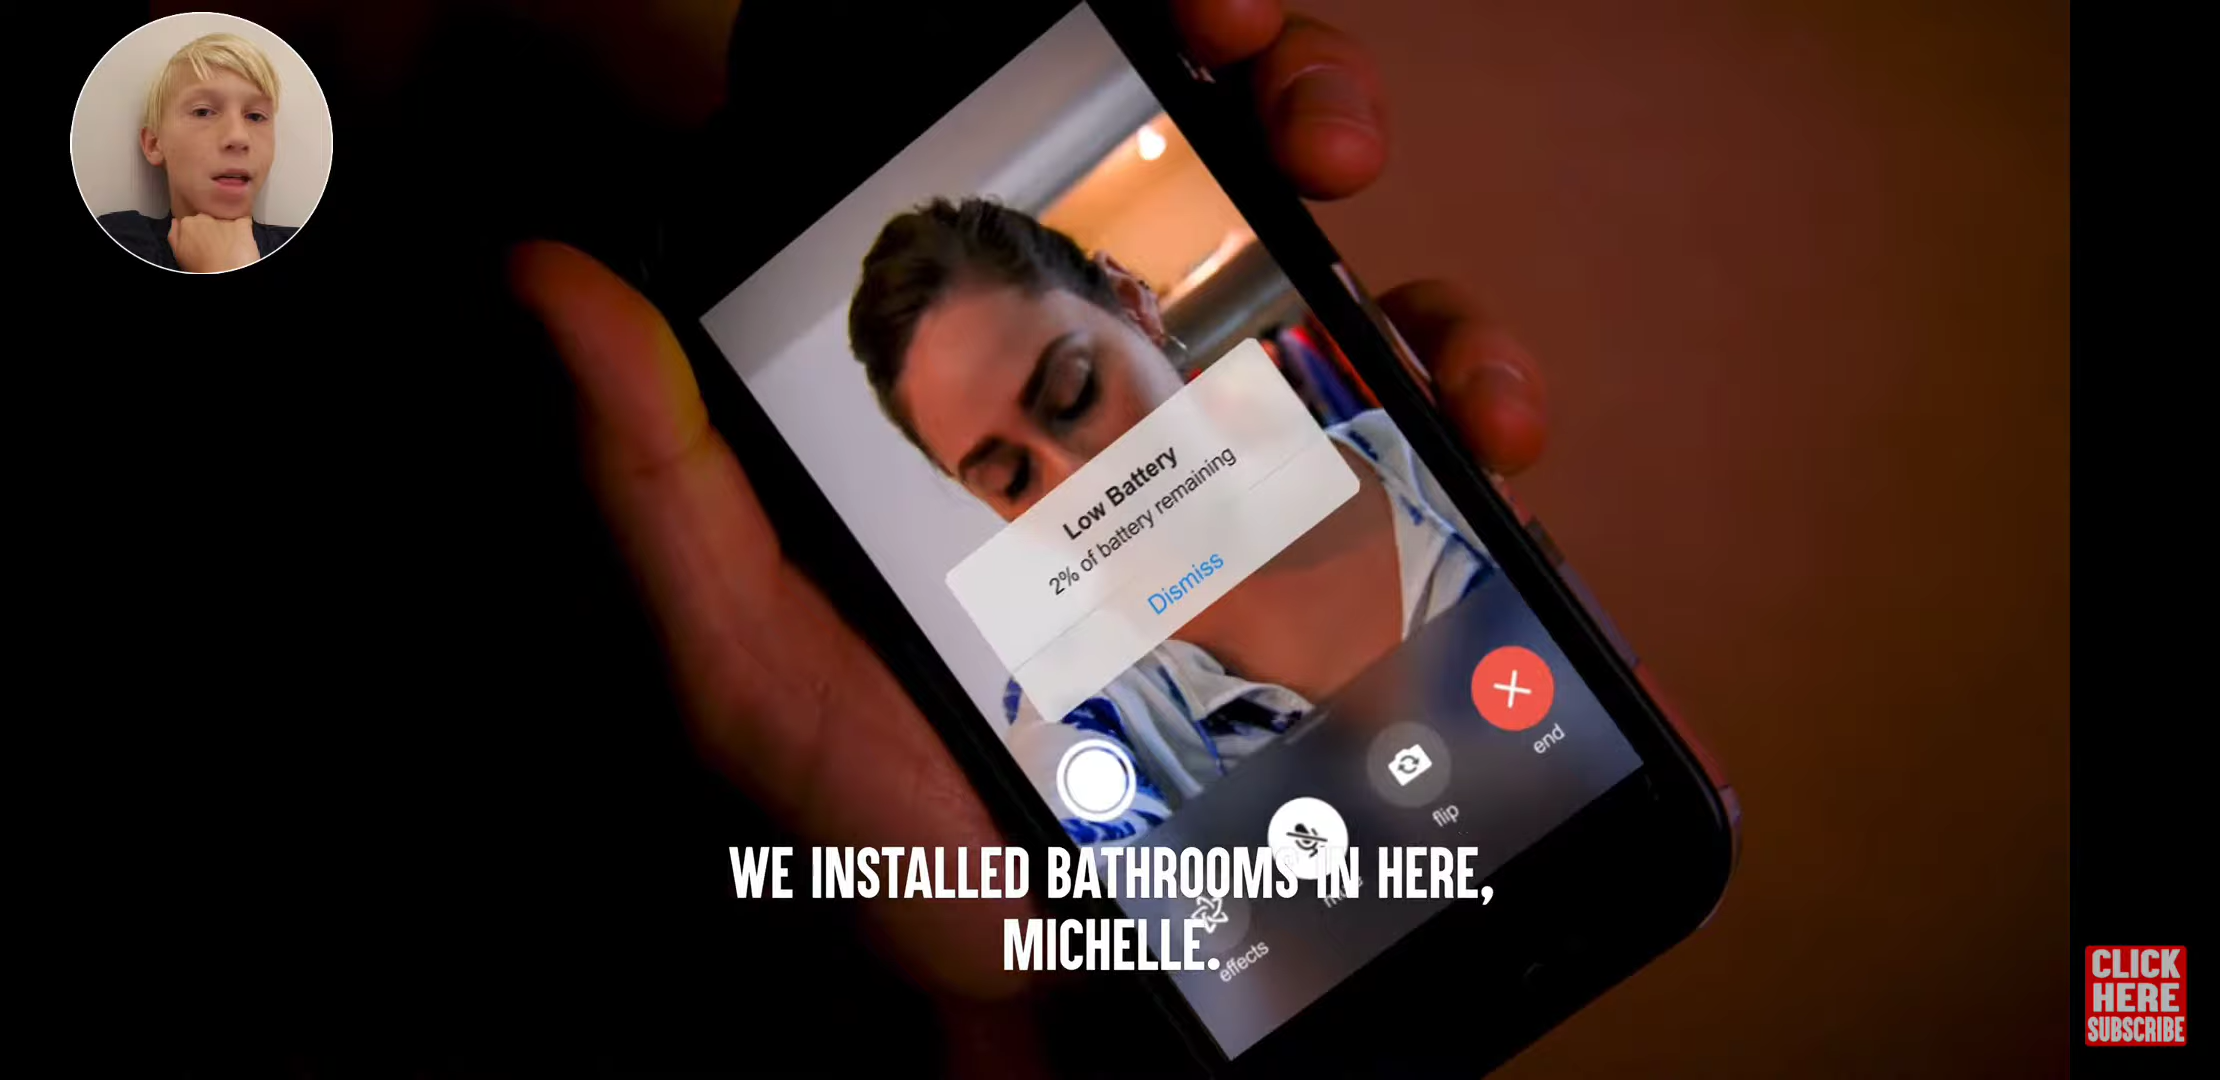 Low Battery
2% of battery remaining
Dismiss
end
flip
effects
WE INSTALLED BATHROOMS IN HERE,
MICHELLE.
CLICK
HERE
SUBSCRIBE